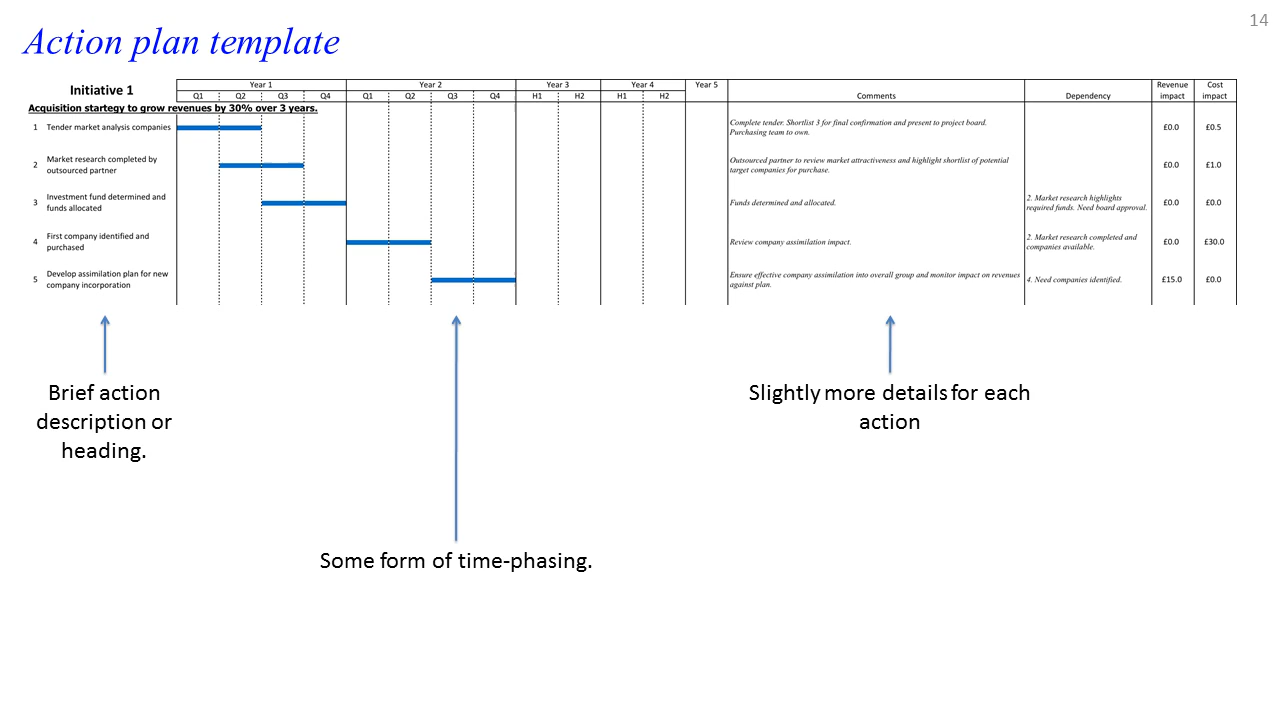 14
Action plan template
Initiative 1
Year 1 Year 2 Year 3 Year 4 Year 5 Revenue Cost
Q1 Q2 Q3 Q4 Q1 Q2 Q3 Q4 H1 H2 H1 H2 Comments Dependency impact impact
Acquisition startegy to grow revenues by 30% over 3 years.
1 Tender market analysis companies
Complete tender. Shortlist 3 for final confirmation and present to project board.
Purchasing team to own.
£0.0 £0.5
2 Market research completed by
outsourced partner
Outsourced partner to review market attractiveness and highlight shortlist of potential
target companies for purchase.
£0.0 £1.0
3 Investment fund determined and
funds allocated
Funds determined and allocated.
2. Market research highlights
required funds. Need board approval.
£0.0 £0.0
4 First company identified and
purchased
Review company assimilation impact.
2. Market research completed and
companies available.
£0.0 £30.0
5 Develop assimilation plan for new
company incorporation
Ensure effective company assimilation into overall group and monitor impact on revenues
against plan.
4. Need companies identified.
£15.0 £0.0
Brief action
description or
heading.
Slightly more details for each
action
Some form of time-phasing.